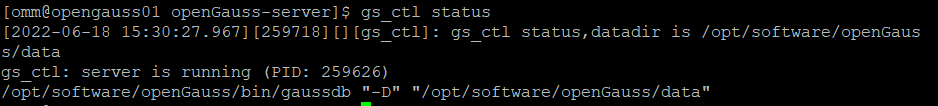 [omm@opengauss01 openGauss-server]$ gs_ctl status
[2022-06-18 15:30:27.967][259718][][gs_ctl]: gs_ctl status,datadir is /opt/software/openGaus
s/data
gs_ctl: server is running (PID: 259626)
/opt/software/openGauss/bin/gaussdb "-D" "/opt/software/openGauss/data"